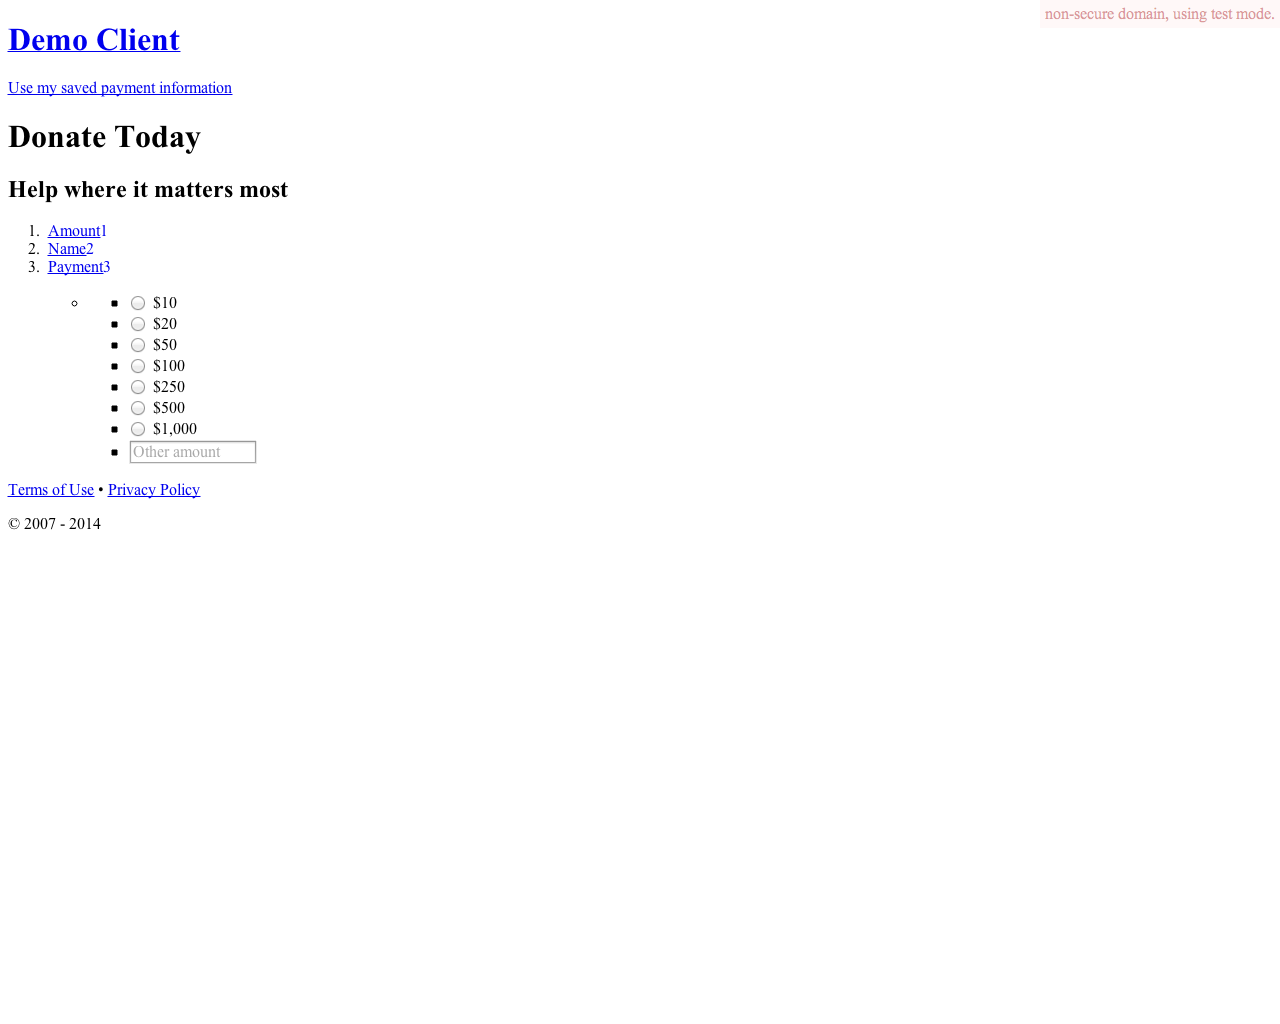 non-secure domain, using test mode.
Demo Client
Use my saved payment information
Donate Today
Help where it matters most
1. Amount1
2. Name2
3. Payment3
$10
$20
$50
$100
$250
$500
$1,000
Other amount
Terms of Use • Privacy Policy
© 2007 - 2014